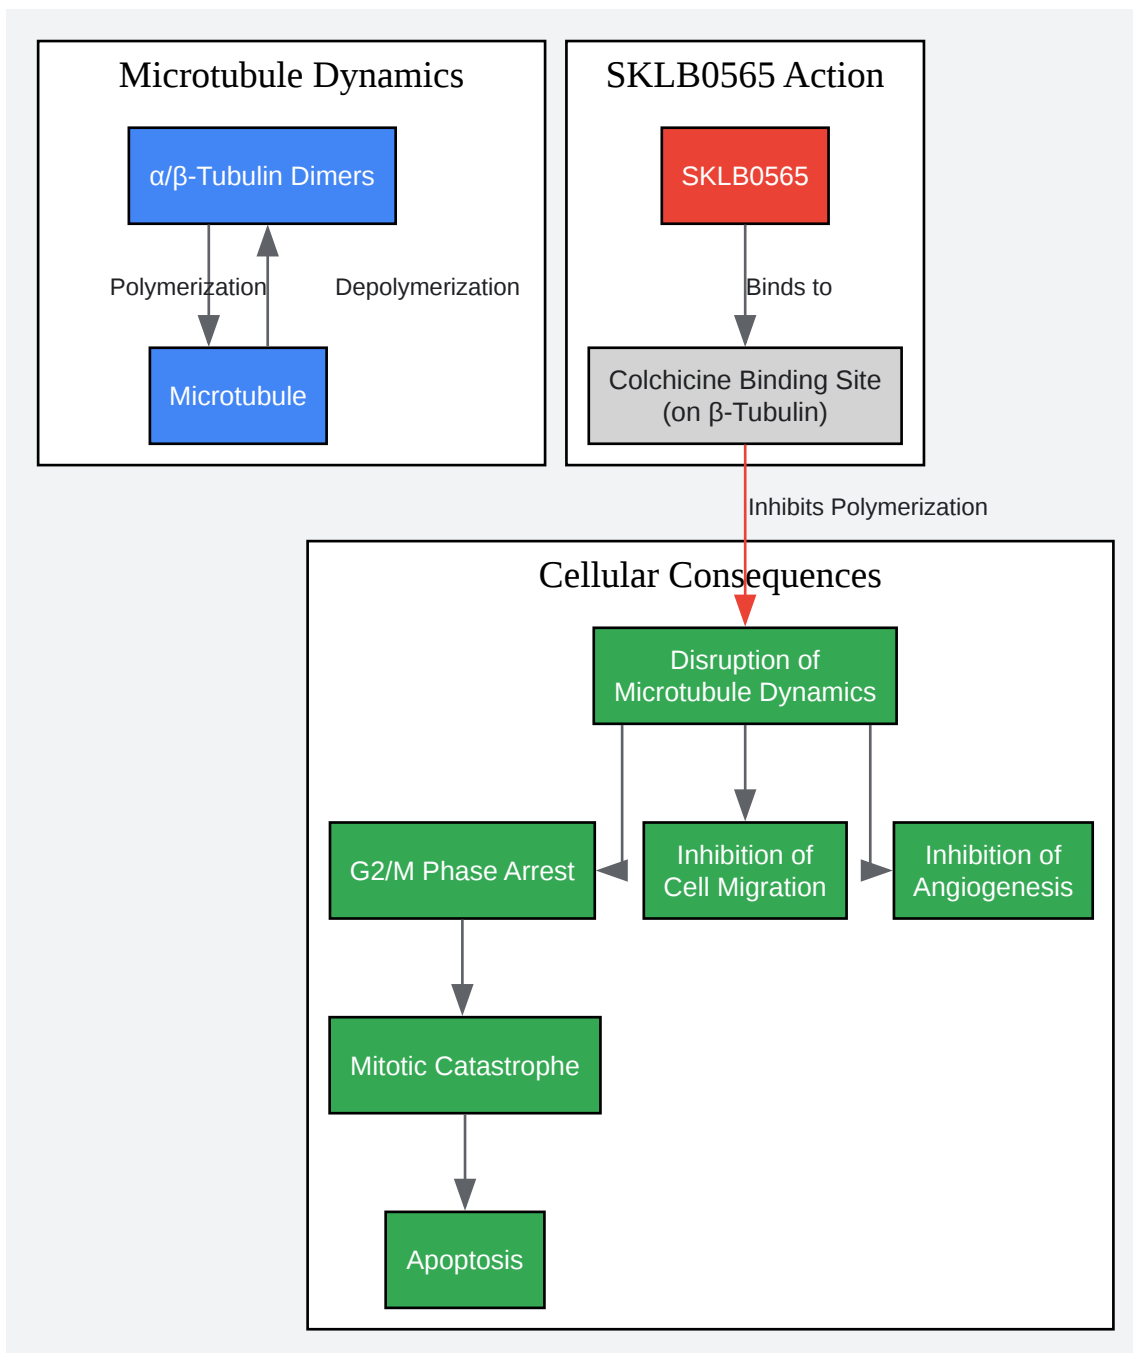 Microtubule Dynamics
α/β-Tubulin Dimers
Polymerization
Depolymerization
Microtubule
SKLB0565 Action
SKLB0565
Binds to
Colchicine Binding Site
(on β-Tubulin)
Inhibits Polymerization
Cellular Consequences
Disruption of
Microtubule Dynamics
G2/M Phase Arrest
Inhibition of
Cell Migration
Inhibition of
Angiogenesis
Mitotic Catastrophe
Apoptosis